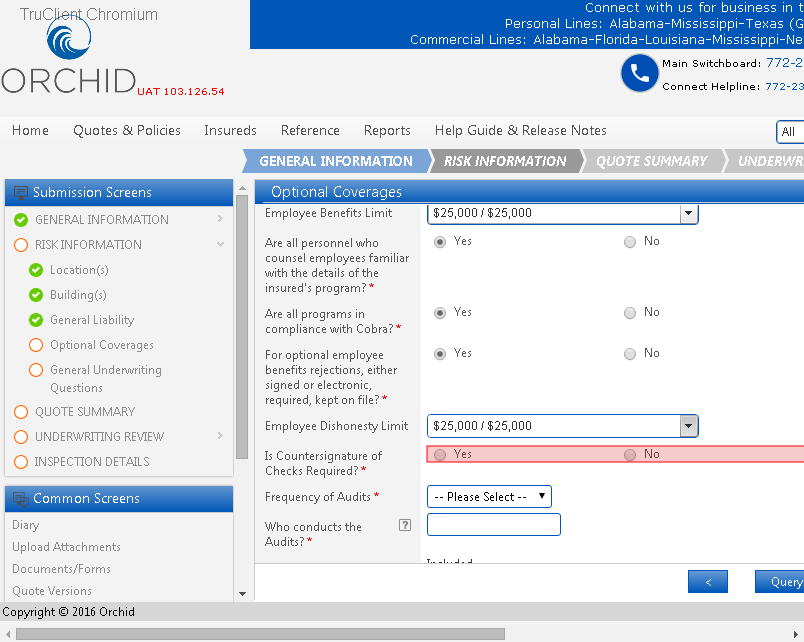 TruClient Chromium
Connect with us for business in t
Personal Lines: Alabama-Mississippi-Texas (G
Commercial Lines: Alabama-Florida-Louisiana-Mississippi-Ne
ORCHID
UAT 103.126.54
Main Switchboard: 772-2
Connect Helpline: 772-23
Home Quotes & Policies Insureds Reference Reports Help Guide & Release Notes All
GENERAL INFORMATION RISK INFORMATION QUOTE SUMMARY UNDERWR
Submission Screens
GENERAL INFORMATION
RISK INFORMATION
Location(s)
Building(s)
General Liability
Optional Coverages
General Underwriting
Questions
QUOTE SUMMARY
UNDERWRITING REVIEW
INSPECTION DETAILS
Common Screens
Diary
Upload Attachments
Documents/Forms
Quote Versions
Optional Coverages
Employee Benefits Limit $25,000 / $25,000
Are all personnel who Yes No
counsel employees familiar
with the details of the
insured's program? *
Are all programs in Yes No
compliance with Cobra? *
For optional employee Yes No
benefits rejections, either
signed or electronic,
required, kept on file? *
Employee Dishonesty Limit $25,000 / $25,000
Is Countersignature of Yes No
Checks Required? *
Frequency of Audits * -- Please Select --
Who conducts the ?
Audits? *
Included
< Query
Copyright © 2016 Orchid